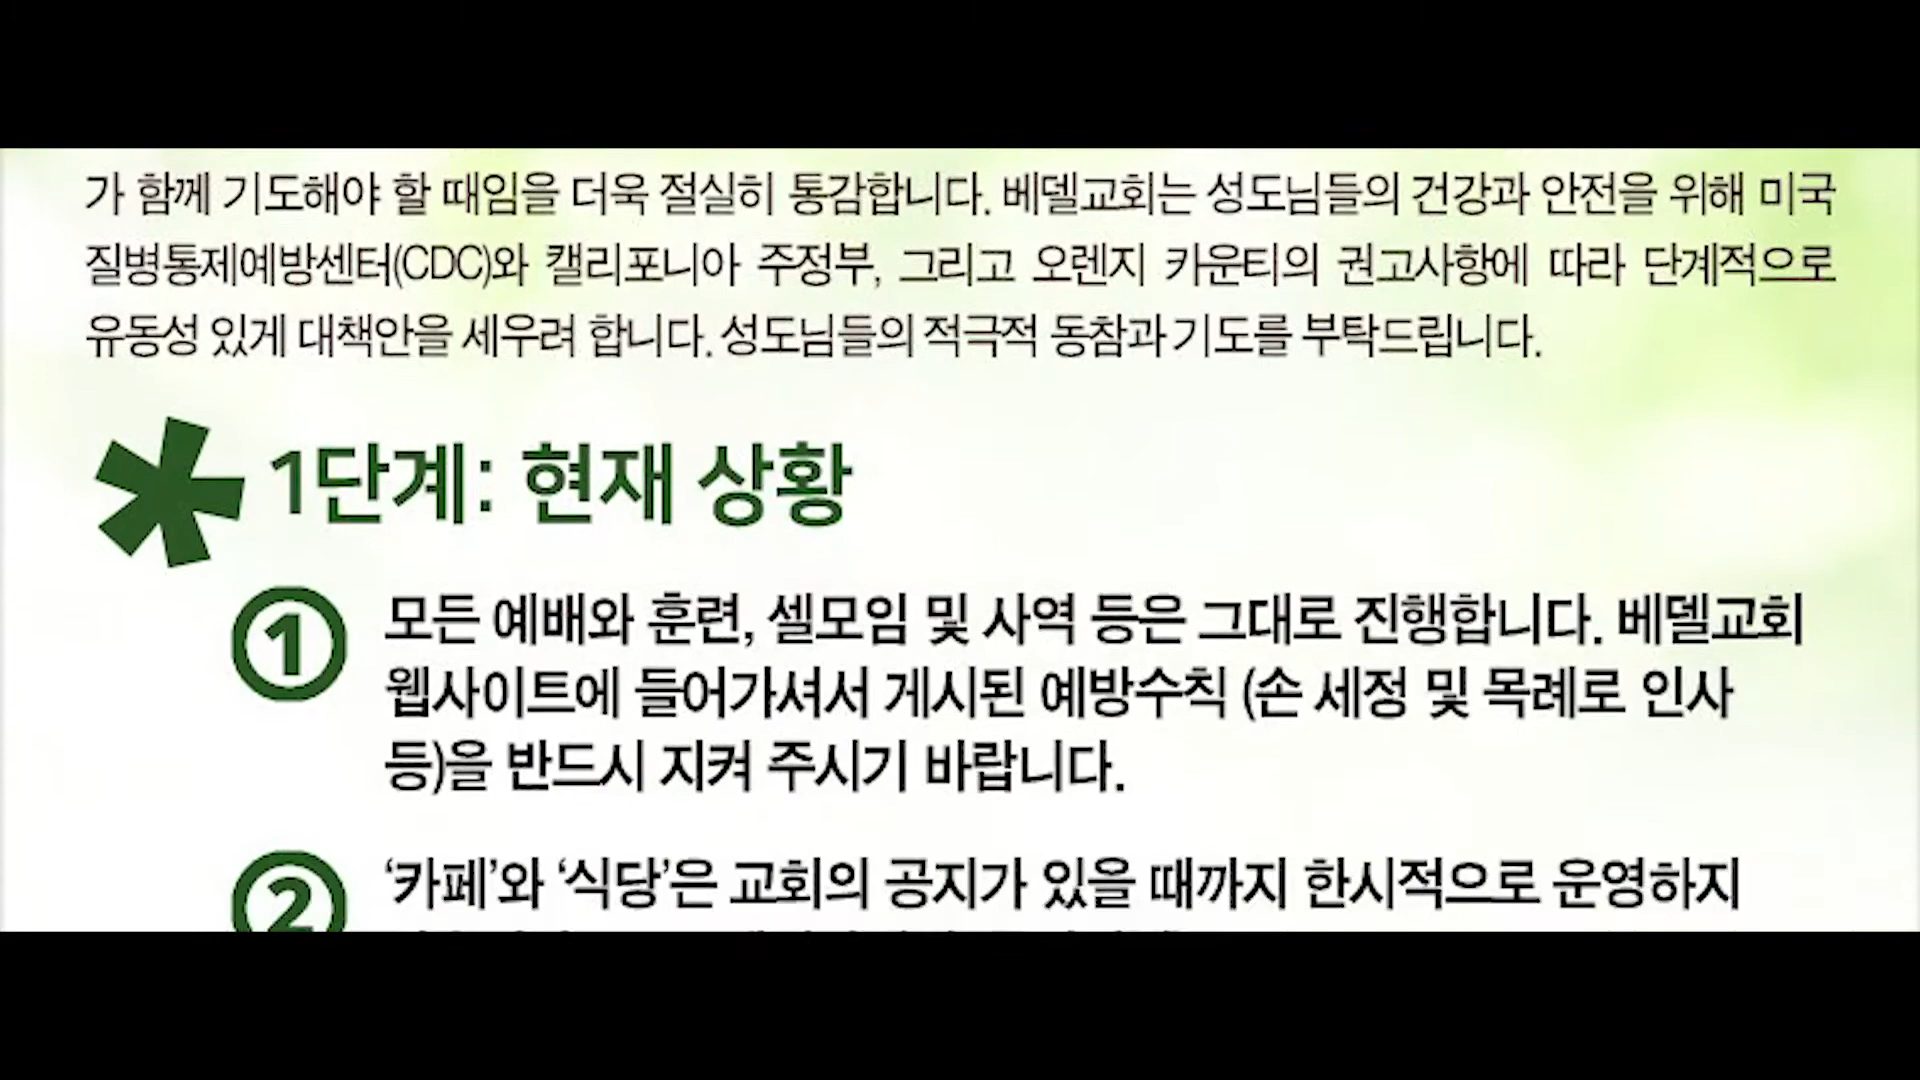 가 함께 기도해야 할 때임을 더욱 절실히 통감합니다. 베델교회는 성도님들의 건강과 안전을 위해 미국
질병통제예방센터(CDC)와 캘리포니아 주정부, 그리고 오렌지 카운티의 권고사항에 따라 단계적으로
유동성 있게 대책안을 세우려 합니다. 성도님들의 적극적 동참과 기도를 부탁드립니다.
* 1단계: 현재 상황
① 모든 예배와 훈련, 셀모임 및 사역 등은 그대로 진행합니다. 베델교회
웹사이트에 들어가셔서 게시된 예방수칙 (손 세정 및 목례로 인사
등)을 반드시 지켜 주시기 바랍니다.
② ‘카페’와 ‘식당’은 교회의 공지가 있을 때까지 한시적으로 운영하지